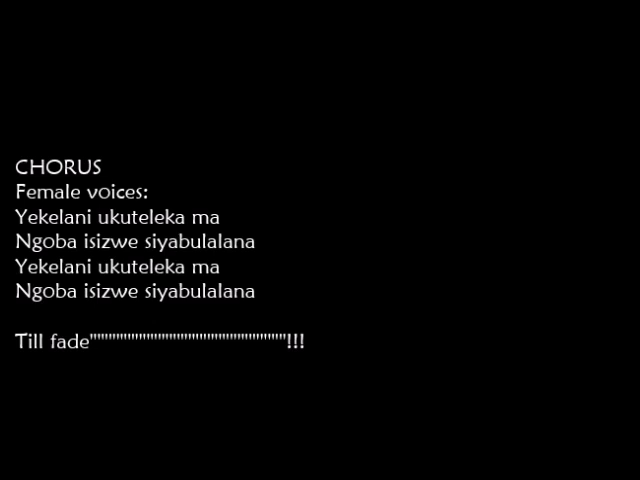 CHORUS
Female voices:
Yekelani ukuteleka ma
Ngoba isizwe siyabulalana
Yekelani ukuteleka ma
Ngoba isizwe siyabulalana
Till fade""""""""""""""""""""""""!!!